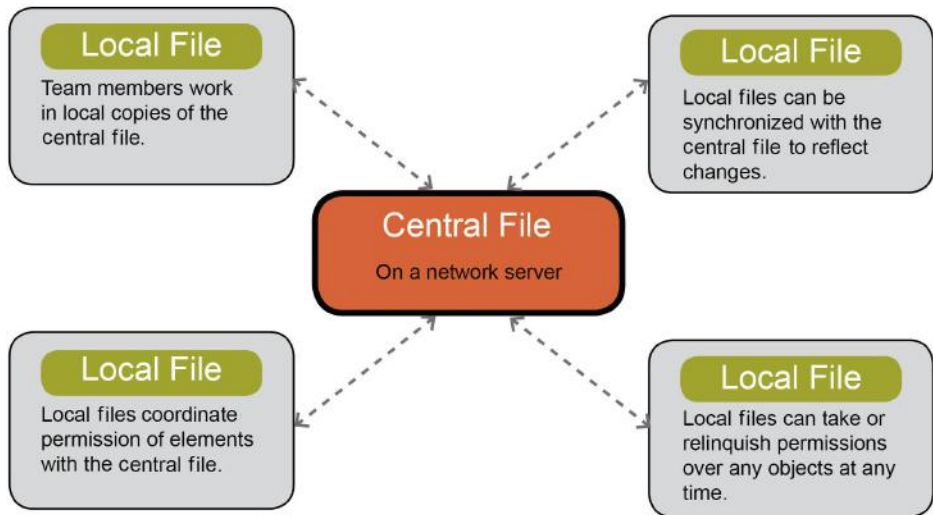 Local File
Team members work
in local copies of the
central file.
Local File
Local files can be
synchronized with the
central file to reflect
changes.
Central File
On a network server
Local File
Local files coordinate
permission of elements
with the central file.
Local File
Local files can take or
relinquish permissions
over any objects at any
time.